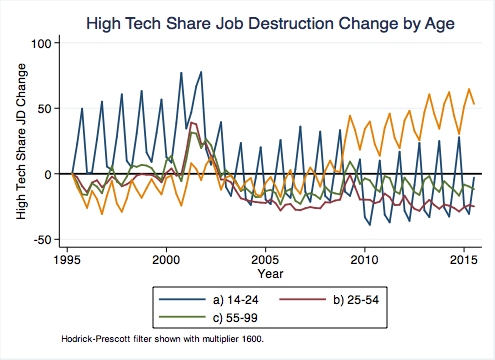 High Tech Share Job Destruction Change by Age
High Tech Share JD Change
100
50
0
-50
1995
2000
2005
2010
2015
Year
a) 14-24
b) 25-54
c) 55-99
Hodrick-Prescott filter shown with multiplier 1600.